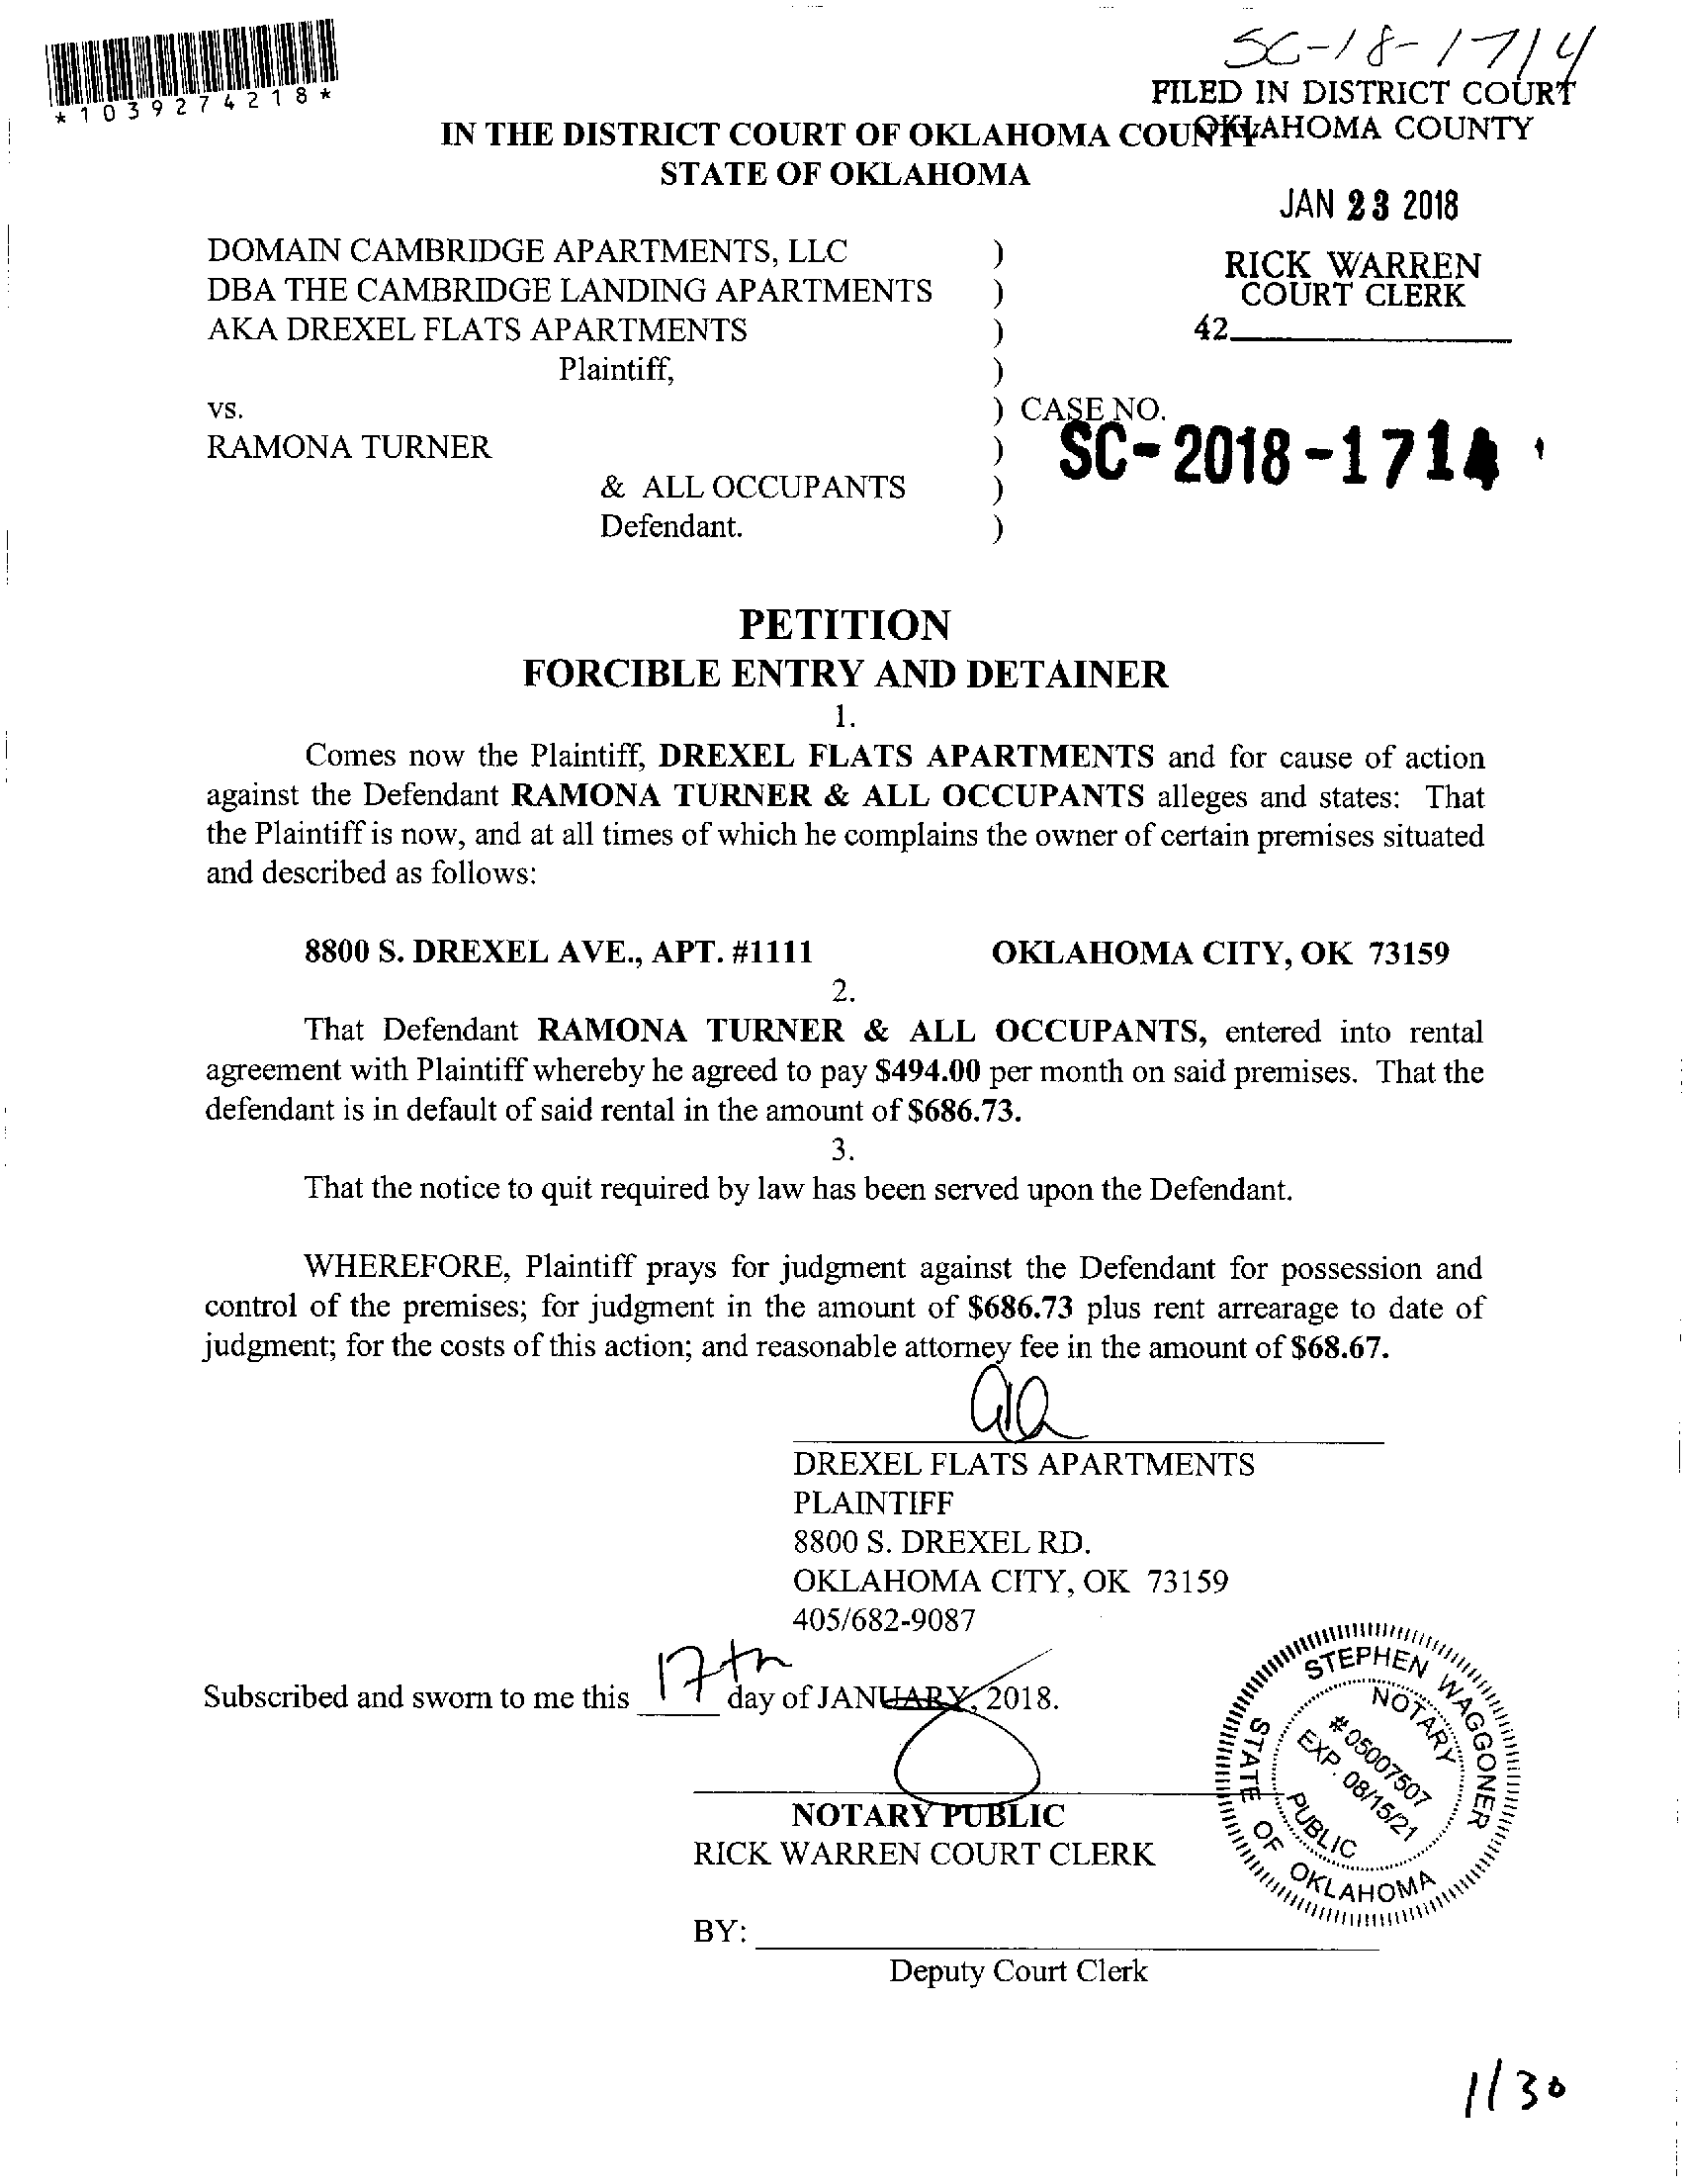 SC-18-1714
*1039274218*
FILED IN DISTRICT COURT
OKLAHOMA COUNTY
IN THE DISTRICT COURT OF OKLAHOMA COUNTY
STATE OF OKLAHOMA
JAN 23 2018
RICK WARREN
COURT CLERK
42
DOMAIN CAMBRIDGE APARTMENTS, LLC )
DBA THE CAMBRIDGE LANDING APARTMENTS )
AKA DREXEL FLATS APARTMENTS )
Plaintiff, )
vs. ) CASE NO.
SC-2018-1714
RAMONA TURNER )
& ALL OCCUPANTS )
Defendant. )
PETITION
FORCIBLE ENTRY AND DETAINER
1.
Comes now the Plaintiff, DREXEL FLATS APARTMENTS and for cause of action
against the Defendant RAMONA TURNER & ALL OCCUPANTS alleges and states: That
the Plaintiff is now, and at all times of which he complains the owner of certain premises situated
and described as follows:
8800 S. DREXEL AVE., APT. #1111 OKLAHOMA CITY, OK 73159
2.
That Defendant RAMONA TURNER & ALL OCCUPANTS, entered into rental
agreement with Plaintiff whereby he agreed to pay $494.00 per month on said premises. That the
defendant is in default of said rental in the amount of $686.73.
3.
That the notice to quit required by law has been served upon the Defendant.
WHEREFORE, Plaintiff prays for judgment against the Defendant for possession and
control of the premises; for judgment in the amount of $686.73 plus rent arrearage to date of
judgment; for the costs of this action; and reasonable attorney fee in the amount of $68.67.
DREXEL FLATS APARTMENTS
PLAINTIFF
8800 S. DREXEL RD.
OKLAHOMA CITY, OK 73159
405/682-9087
Subscribed and sworn to me this 17th day of JANUARY, 2018.
STEPHEN WAGGONER
NOTARY
#05007507
EXP. 08/15/21
PUBLIC
STATE OF OKLAHOMA
NOTARY PUBLIC
RICK WARREN COURT CLERK
BY:
Deputy Court Clerk
1/30